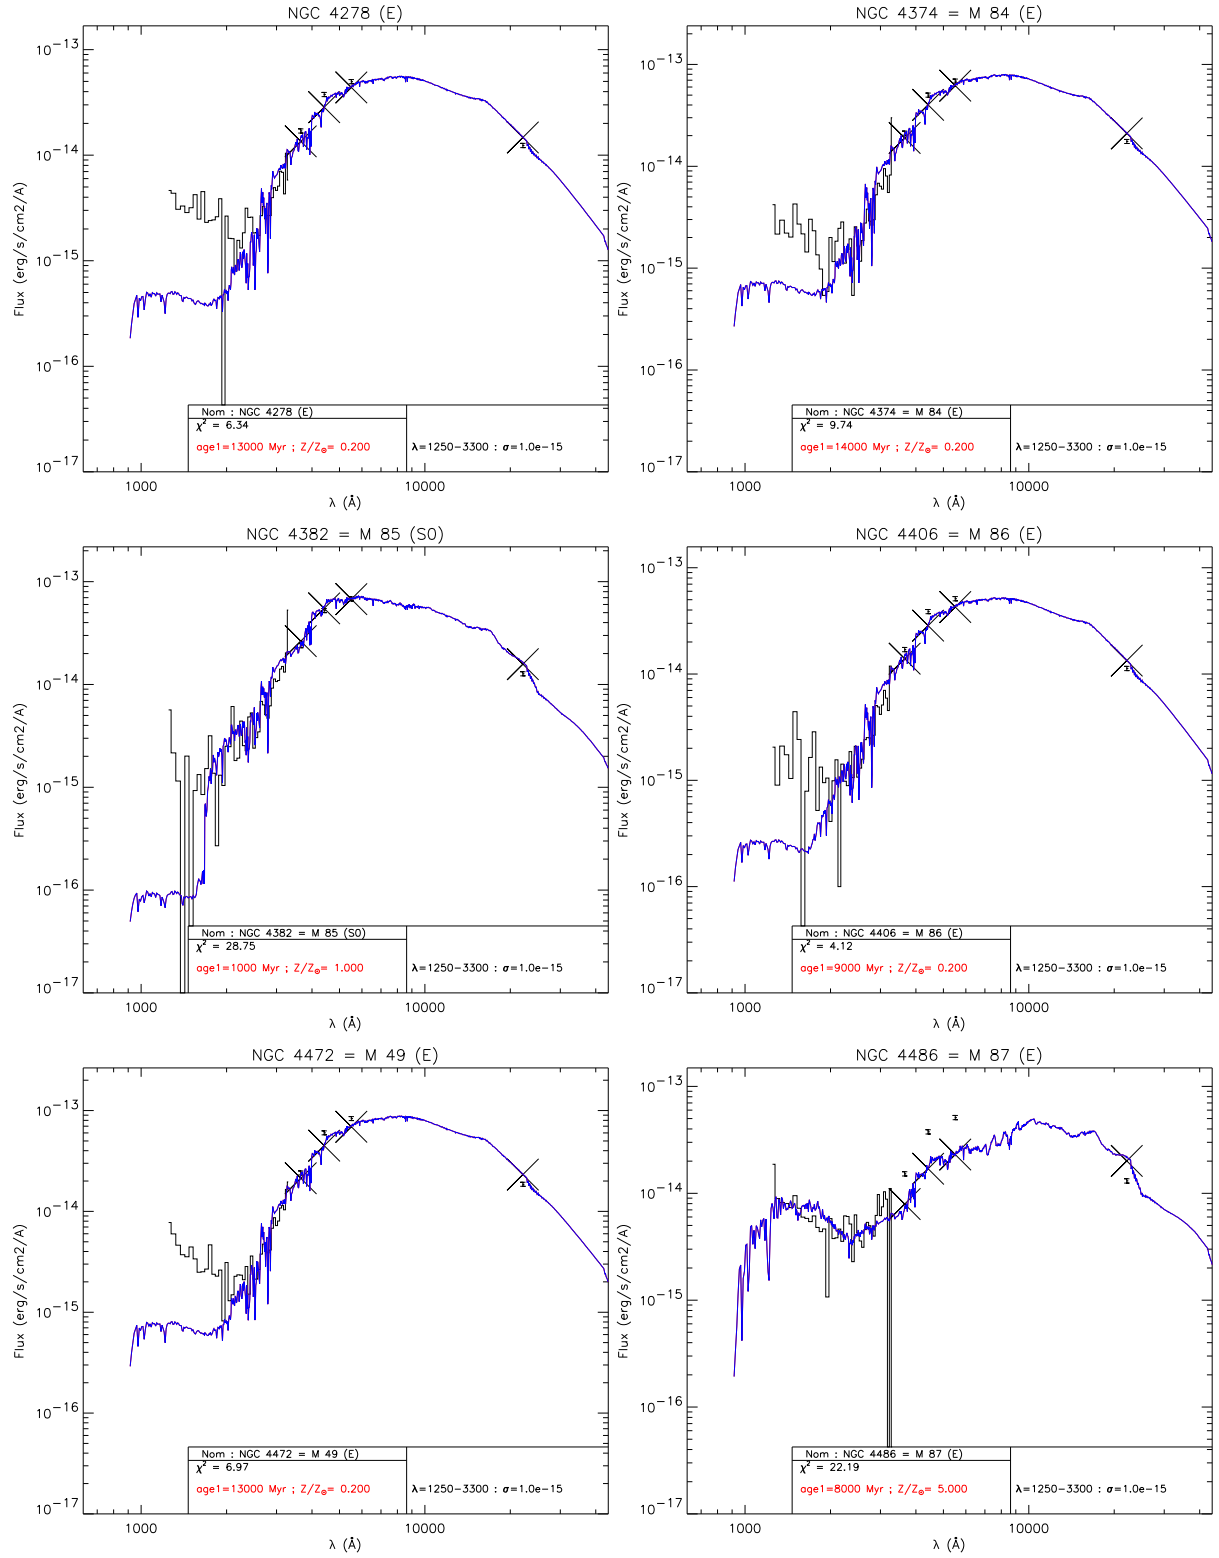 NGC 4278 (E)
10⁻¹³
10⁻¹⁴
10⁻¹⁵
10⁻¹⁶
10⁻¹⁷
Flux (erg/s/cm2/A)
Nom : NGC 4278 (E)
χ² = 6.34
age1=13000 Myr ; Z/Z☉= 0.200
λ=1250−3300 : σ=1.0e−15
1000
10000
λ (Å)
NGC 4374 = M 84 (E)
10⁻¹³
10⁻¹⁴
10⁻¹⁵
10⁻¹⁶
10⁻¹⁷
Flux (erg/s/cm2/A)
Nom : NGC 4374 = M 84 (E)
χ² = 9.74
age1=14000 Myr ; Z/Z☉= 0.200
λ=1250−3300 : σ=1.0e−15
1000
10000
λ (Å)
NGC 4382 = M 85 (S0)
10⁻¹³
10⁻¹⁴
10⁻¹⁵
10⁻¹⁶
10⁻¹⁷
Flux (erg/s/cm2/A)
Nom : NGC 4382 = M 85 (S0)
χ² = 28.75
age1=1000 Myr ; Z/Z☉= 1.000
λ=1250−3300 : σ=1.0e−15
1000
10000
λ (Å)
NGC 4406 = M 86 (E)
10⁻¹³
10⁻¹⁴
10⁻¹⁵
10⁻¹⁶
10⁻¹⁷
Flux (erg/s/cm2/A)
Nom : NGC 4406 = M 86 (E)
χ² = 4.12
age1=9000 Myr ; Z/Z☉= 0.200
λ=1250−3300 : σ=1.0e−15
1000
10000
λ (Å)
NGC 4472 = M 49 (E)
10⁻¹³
10⁻¹⁴
10⁻¹⁵
10⁻¹⁶
10⁻¹⁷
Flux (erg/s/cm2/A)
Nom : NGC 4472 = M 49 (E)
χ² = 6.97
age1=13000 Myr ; Z/Z☉= 0.200
λ=1250−3300 : σ=1.0e−15
1000
10000
λ (Å)
NGC 4486 = M 87 (E)
10⁻¹³
10⁻¹⁴
10⁻¹⁵
10⁻¹⁶
10⁻¹⁷
Flux (erg/s/cm2/A)
Nom : NGC 4486 = M 87 (E)
χ² = 22.19
age1=8000 Myr ; Z/Z☉= 5.000
λ=1250−3300 : σ=1.0e−15
1000
10000
λ (Å)